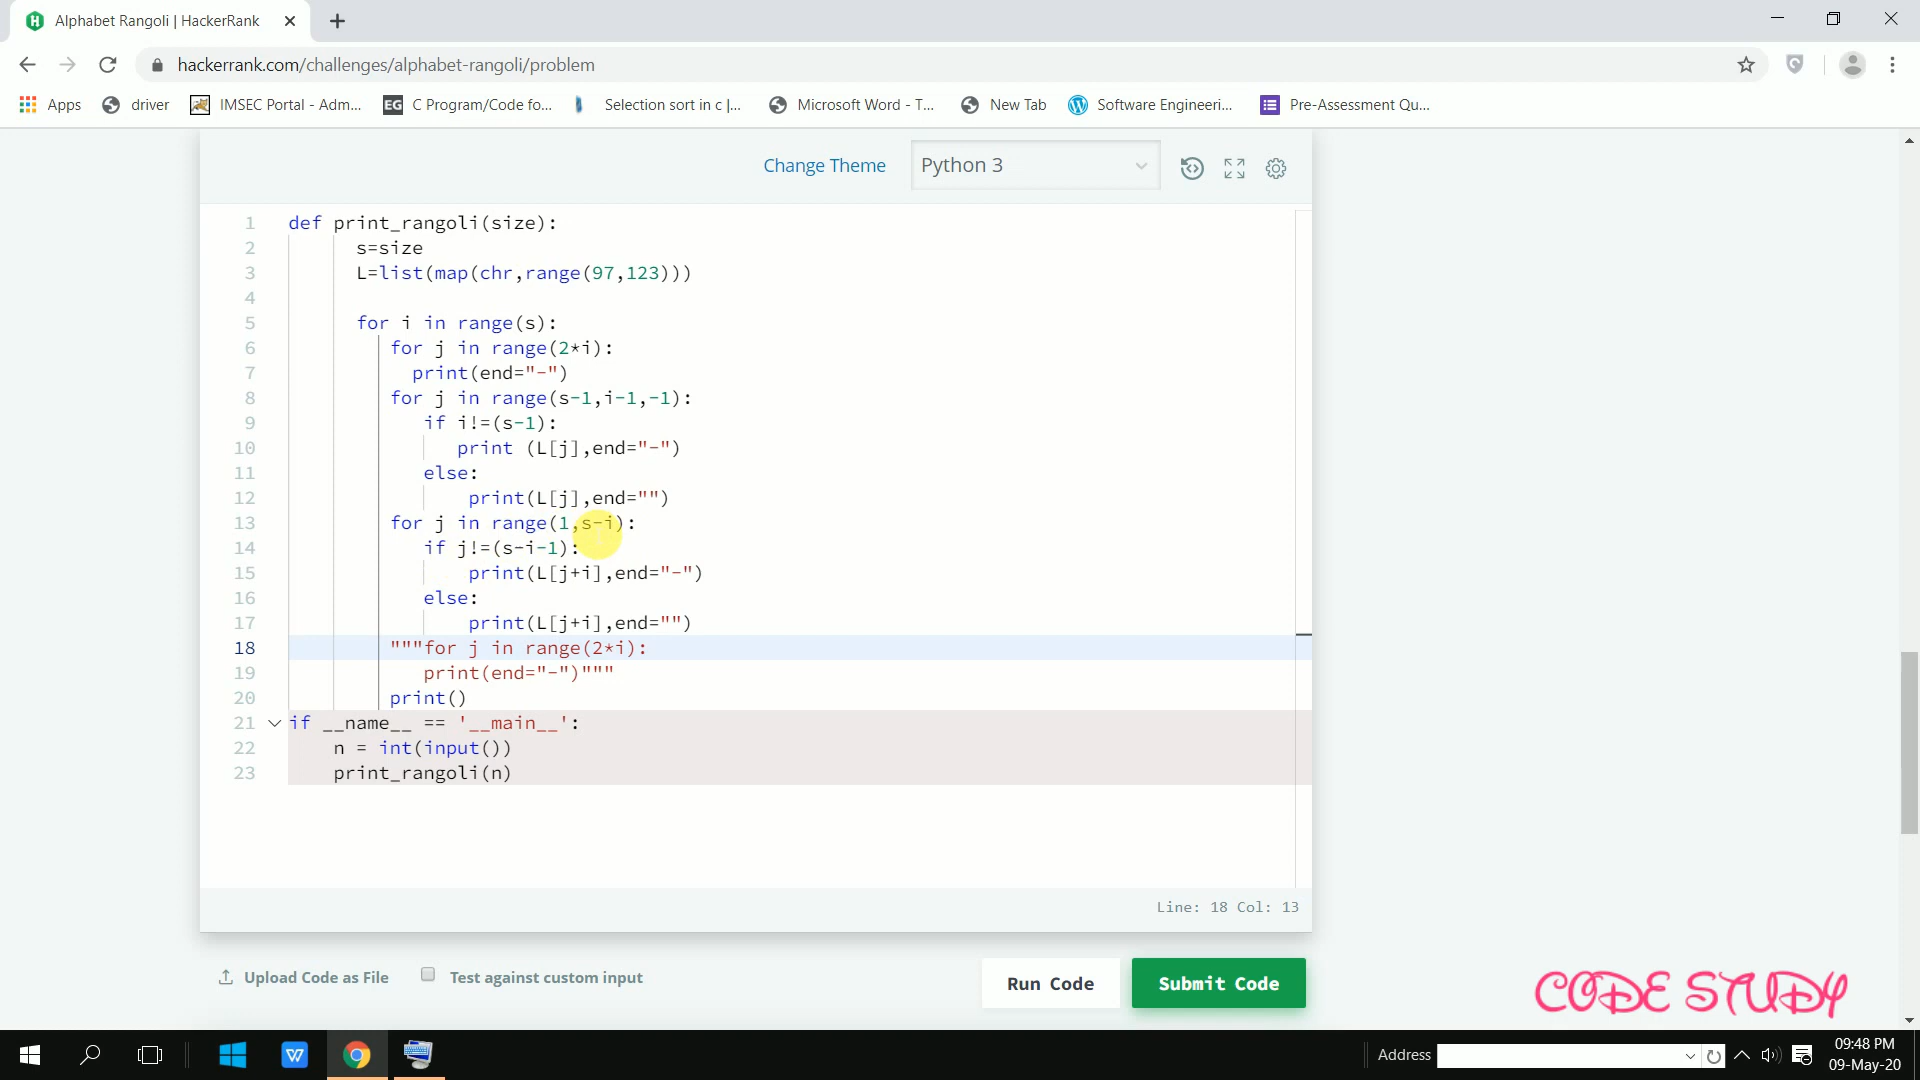 Alphabet Rangoli | HackerRank
hackerrank.com/challenges/alphabet-rangoli/problem
Apps driver IMSEC Portal - Adm... C Program/Code fo... Selection sort in c |... Microsoft Word - T... New Tab Software Engineeri... Pre-Assessment Qu...
Change Theme Python 3
1 def print_rangoli(size):
2 s=size
3 L=list(map(chr,range(97,123)))
4
5 for i in range(s):
6 for j in range(2*i):
7 print(end="-")
8 for j in range(s-1,i-1,-1):
9 if i!=(s-1):
10 print (L[j],end="-")
11 else:
12 print(L[j],end="")
13 for j in range(1,s-i):
14 if j!=(s-i-1):
15 print(L[j+i],end="-")
16 else:
17 print(L[j+i],end="")
18 """for j in range(2*i):
19 print(end="-")"""
20 print()
21 if __name__ == '__main__':
22 n = int(input())
23 print_rangoli(n)
Line: 18 Col: 13
Upload Code as File Test against custom input Run Code Submit Code
CODE STUDY
Address 09:48 PM
09-May-20